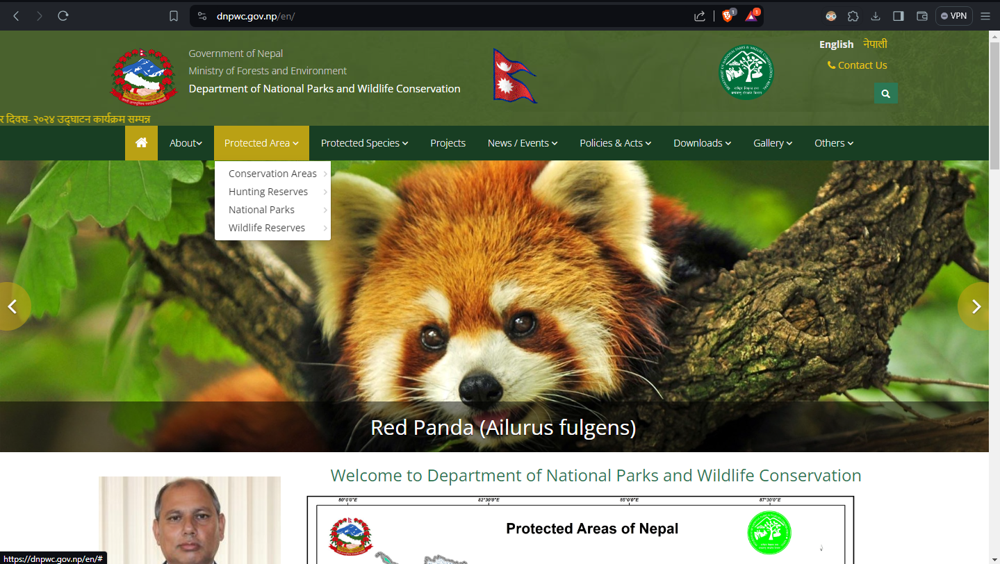 dnpwc.gov.np/en/
1
1
VPN
Government of Nepal
Ministry of Forests and Environment
Department of National Parks and Wildlife Conservation
English नेपाली
Contact Us
र दिवस- २०२४ उद्घाटन कार्यक्रम सम्पन्न
About
Protected Area
Protected Species
Projects
News / Events
Policies & Acts
Downloads
Gallery
Others
Conservation Areas
Hunting Reserves
National Parks
Wildlife Reserves
Red Panda (Ailurus fulgens)
Welcome to Department of National Parks and Wildlife Conservation
80°0'0"E 82°30'0"E 85°0'0"E 87°30'0"E
Protected Areas of Nepal
https://dnpwc.gov.np/en/#